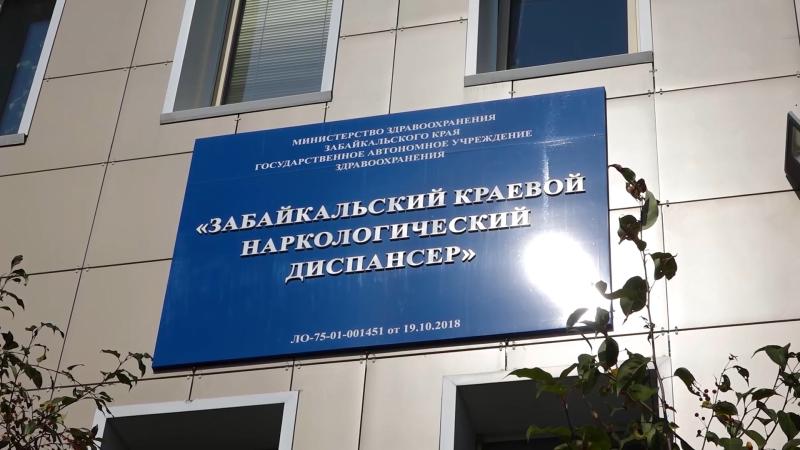 МИНИСТЕРСТВО ЗДРАВООХРАНЕНИЯ
ЗАБАЙКАЛЬСКОГО КРАЯ
ГОСУДАРСТВЕННОЕ АВТОНОМНОЕ УЧРЕЖДЕНИЕ
ЗДРАВООХРАНЕНИЯ
«ЗАБАЙКАЛЬСКИЙ КРАЕВОЙ
НАРКОЛОГИЧЕСКИЙ
ДИСПАНСЕР»
ЛО-75-01-001451 от 19.10.2018